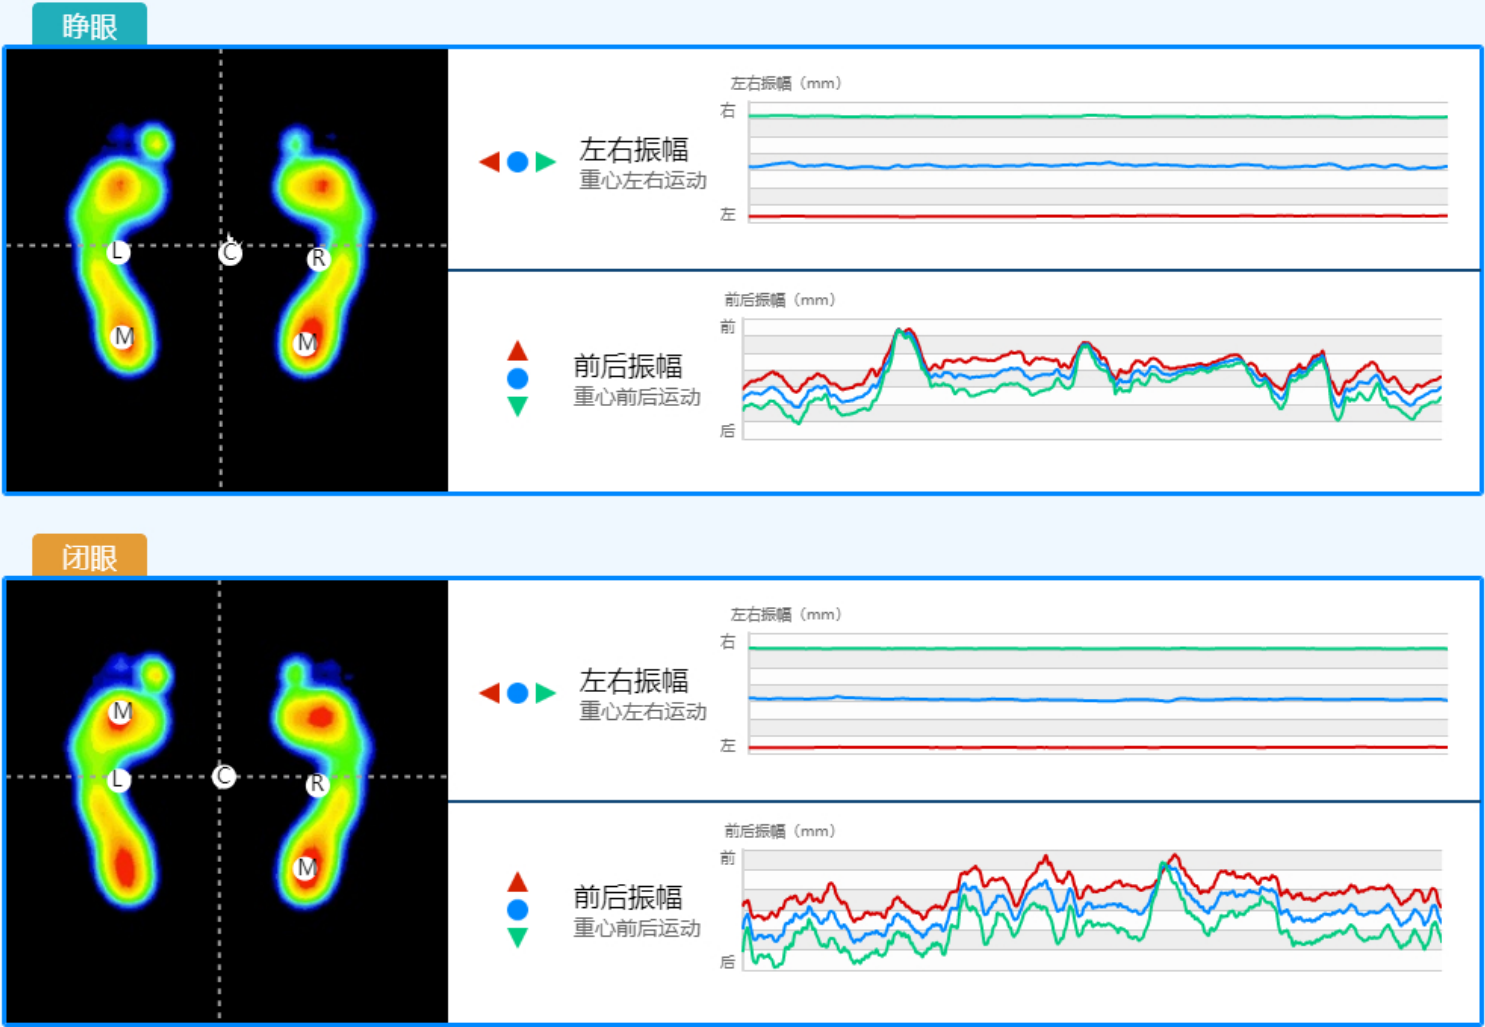 睁眼
左右振幅（mm）
右
左右振幅
重心左右运动
左
L
C
R
M
M
前后振幅（mm）
前
前后振幅
重心前后运动
后
闭眼
左右振幅（mm）
右
左右振幅
重心左右运动
左
M
L
C
R
M
前后振幅（mm）
前
前后振幅
重心前后运动
后